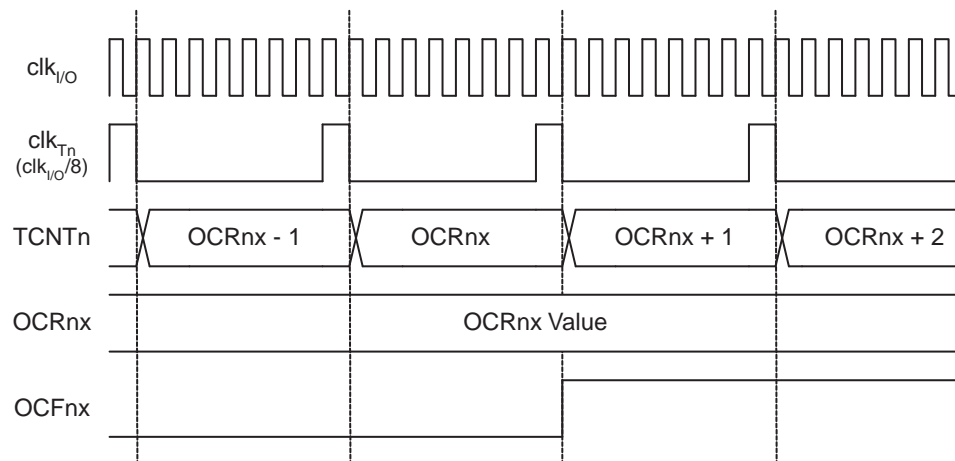 clkI/O
clkTn
(clkI/O/8)
TCNTn OCRnx - 1 OCRnx OCRnx + 1 OCRnx + 2
OCRnx OCRnx Value
OCFnx